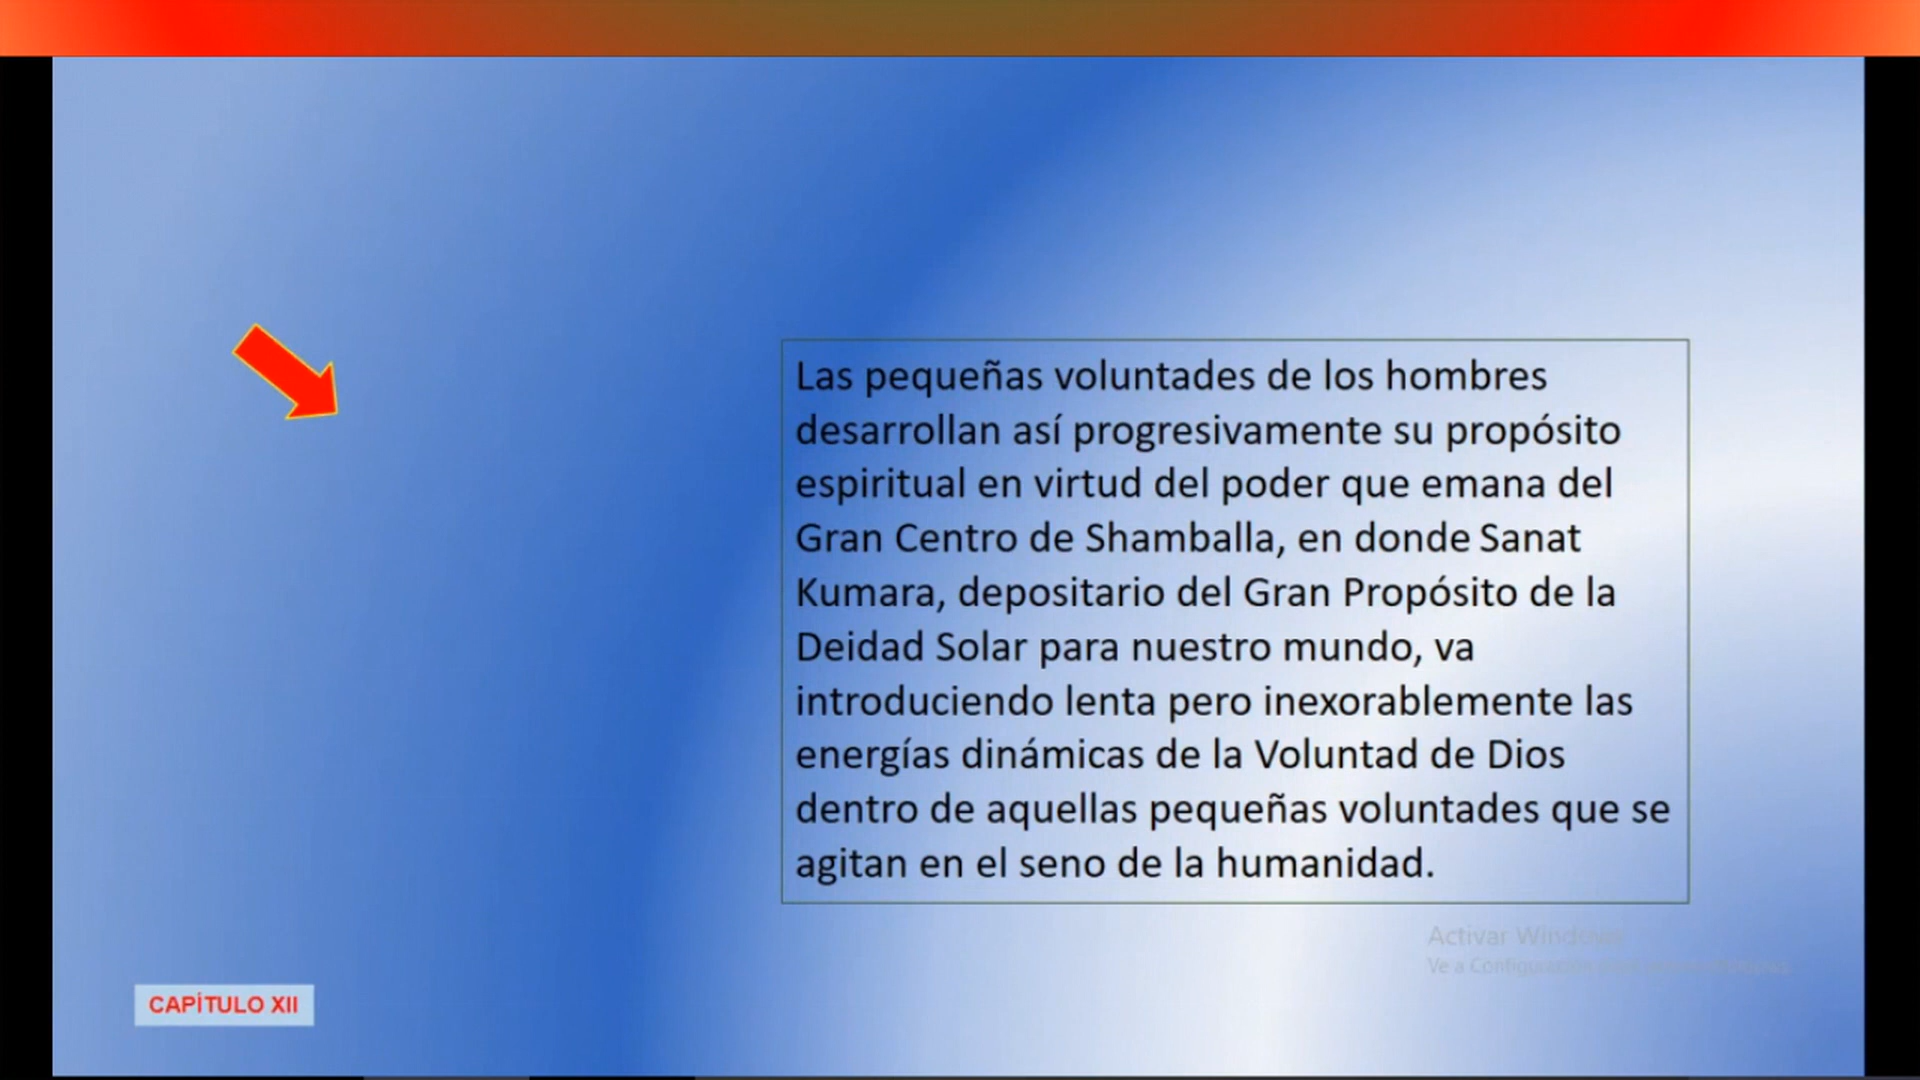 Las pequeñas voluntades de los hombres
desarrollan así progresivamente su propósito
espiritual en virtud del poder que emana del
Gran Centro de Shamballa, en donde Sanat
Kumara, depositario del Gran Propósito de la
Deidad Solar para nuestro mundo, va
introduciendo lenta pero inexorablemente las
energías dinámicas de la Voluntad de Dios
dentro de aquellas pequeñas voluntades que se
agitan en el seno de la humanidad.
Activar Windows
Ve a Configuración
CAPÍTULO XII